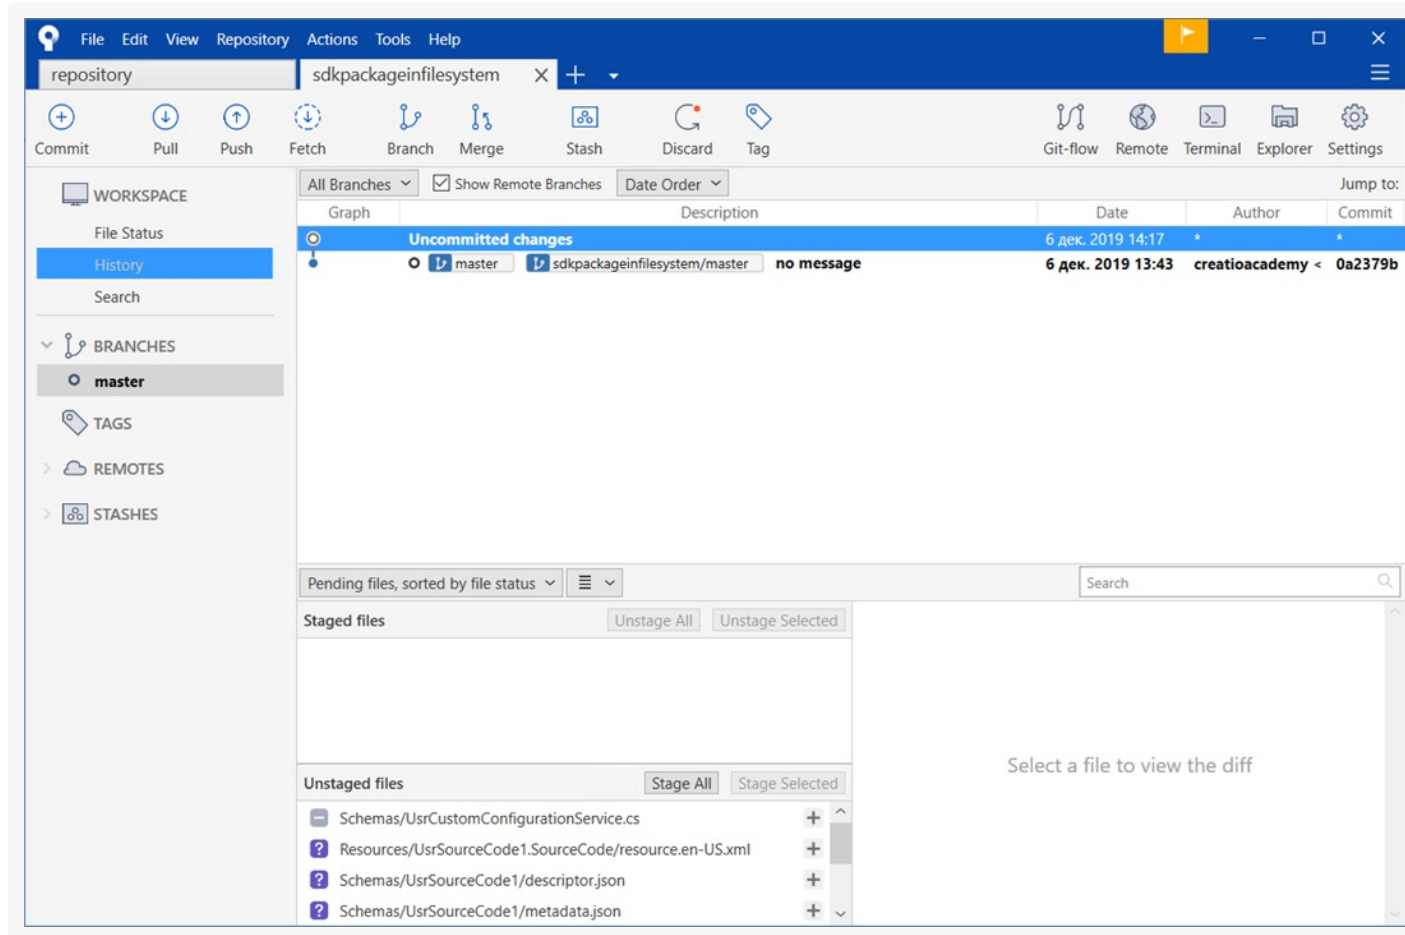 File Edit View Repository Actions Tools Help
repository sdkpackageinfilesystem
Commit Pull Push Fetch Branch Merge Stash Discard Tag Git-flow Remote Terminal Explorer Settings
WORKSPACE
File Status
History
Search
BRANCHES
master
TAGS
REMOTES
STASHES
All Branches Show Remote Branches Date Order Jump to:
Graph Description Date Author Commit
Uncommitted changes 6 дек. 2019 14:17 * *
master sdkpackageinfilesystem/master no message 6 дек. 2019 13:43 creatioacademy < 0a2379b
Pending files, sorted by file status Search
Staged files Unstage All Unstage Selected
Unstaged files Stage All Stage Selected
Schemas/UsrCustomConfigurationService.cs
Resources/UsrSourceCode1.SourceCode/resource.en-US.xml
Schemas/UsrSourceCode1/descriptor.json
Schemas/UsrSourceCode1/metadata.json
Select a file to view the diff